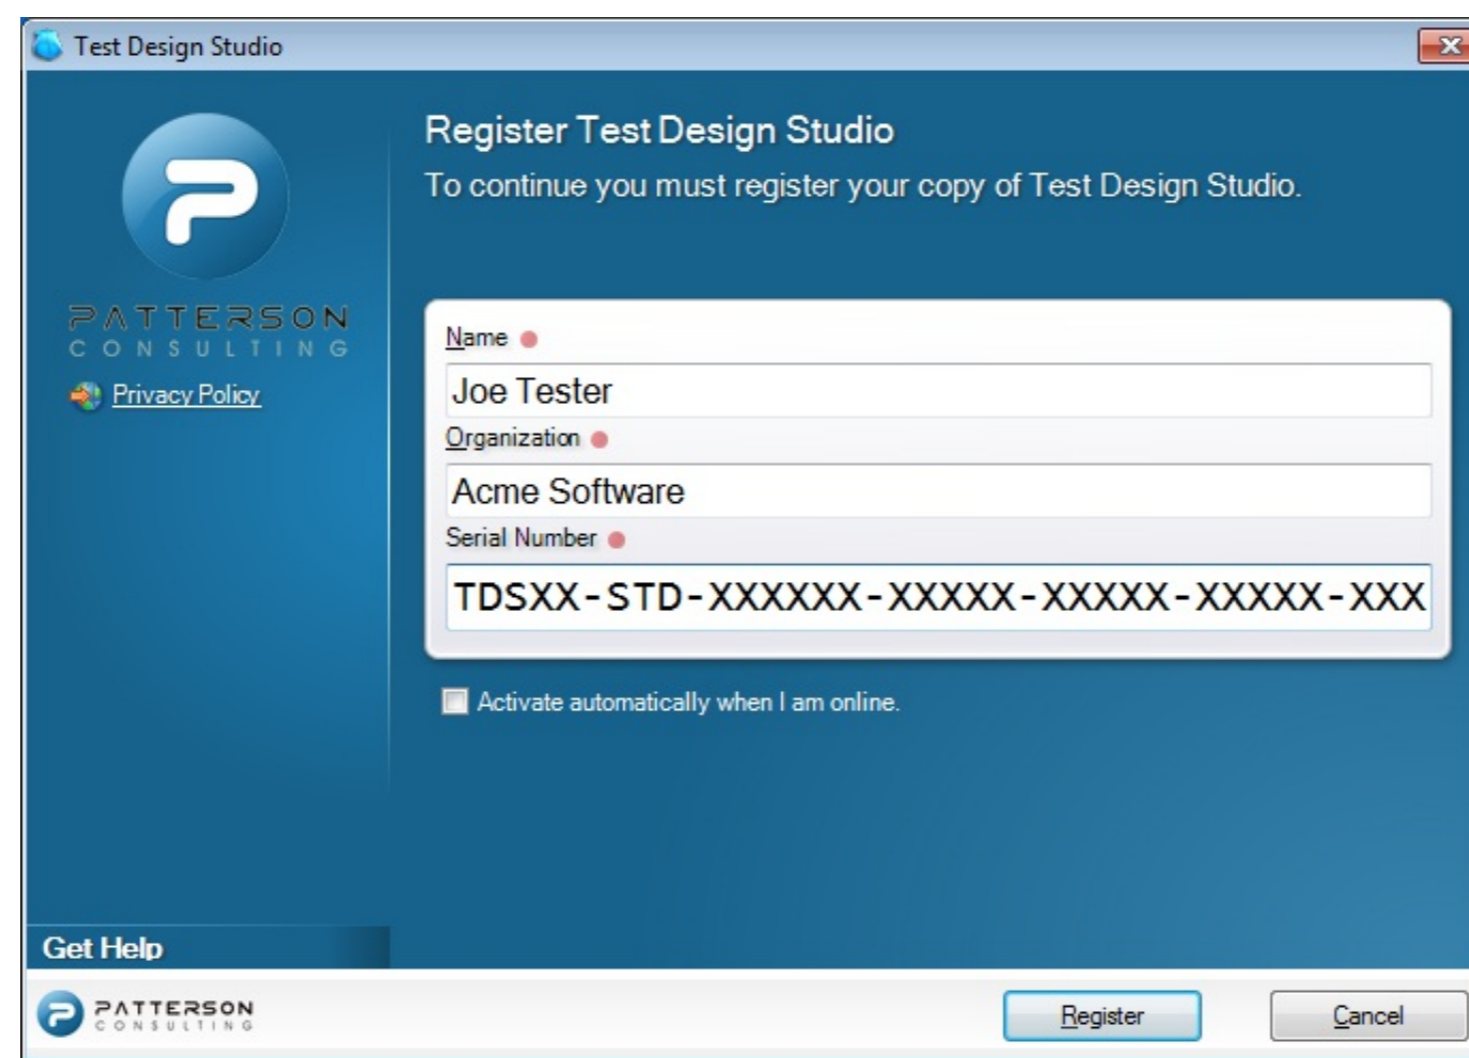 Test Design Studio
Register Test Design Studio
To continue you must register your copy of Test Design Studio.
PATTERSON
CONSULTING
Privacy Policy
Name
Joe Tester
Organization
Acme Software
Serial Number
TDSXX-STD-XXXXXX-XXXXX-XXXXX-XXXXX-XXX
Activate automatically when I am online.
Get Help
PATTERSON
CONSULTING
Register
Cancel